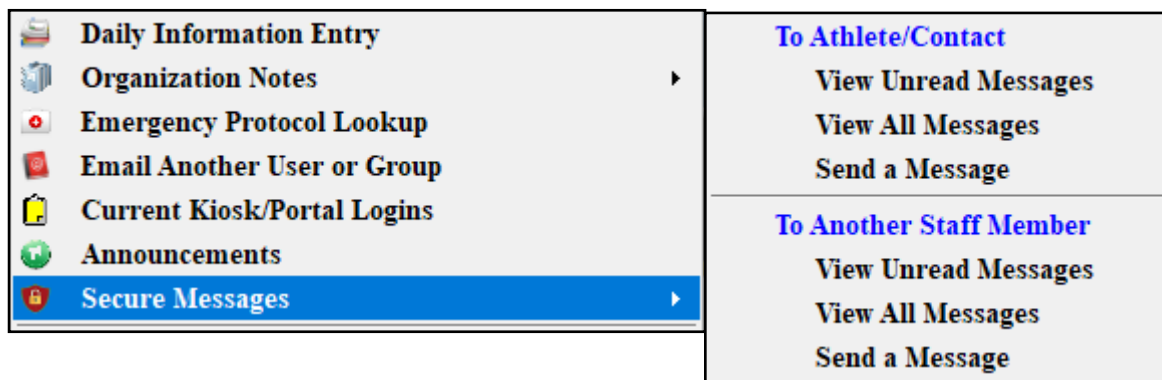 Daily Information Entry
Organization Notes
Emergency Protocol Lookup
Email Another User or Group
Current Kiosk/Portal Logins
Announcements
Secure Messages
To Athlete/Contact
View Unread Messages
View All Messages
Send a Message
To Another Staff Member
View Unread Messages
View All Messages
Send a Message